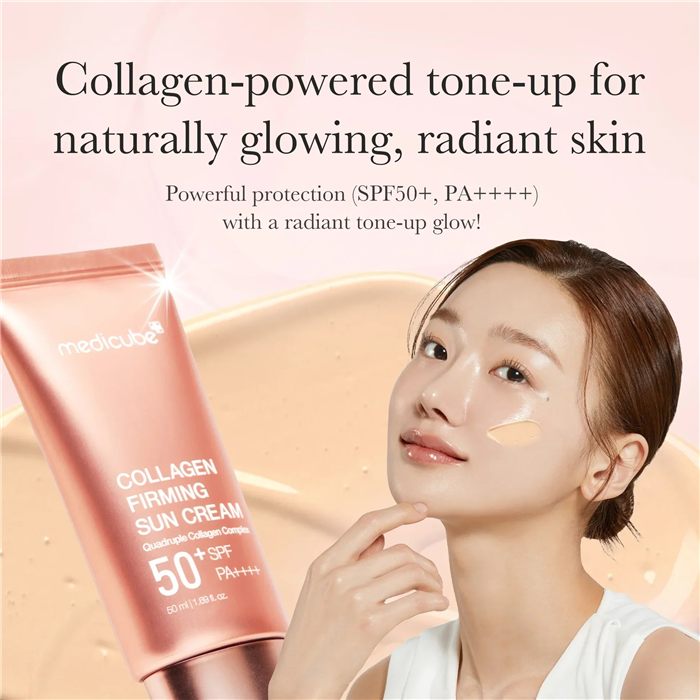 Collagen-powered tone-up for
naturally glowing, radiant skin
Powerful protection (SPF50+, PA++++)
with a radiant tone-up glow!
medicube
COLLAGEN
FIRMING
SUN CREAM
Quadruple Collagen Complex
50+ SPF
PA++++
50 ml | 1.69 fl. oz.